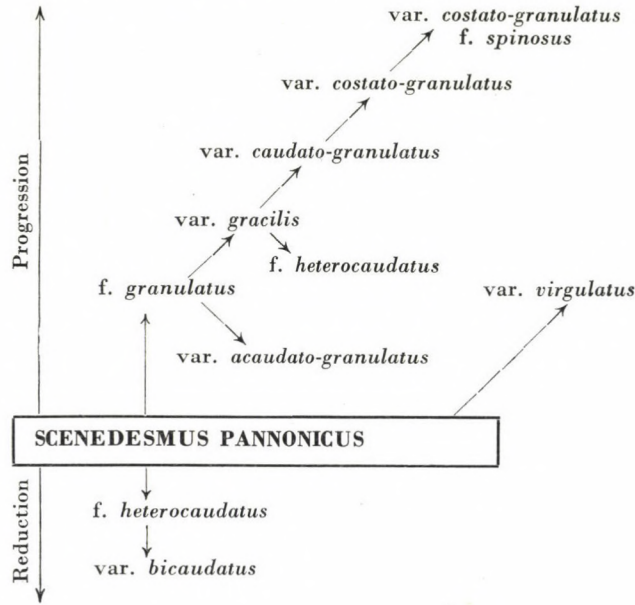 var. costato-granulatus
f. spinosus
var. costato-granulatus
var. caudato-granulatus
var. gracilis
f. heterocaudatus
f. granulatus
var. virgulatus
var. acaudato-granulatus
Progression
SCENEDESMUS PANNONICUS
Reduction
f. heterocaudatus
var. bicaudatus